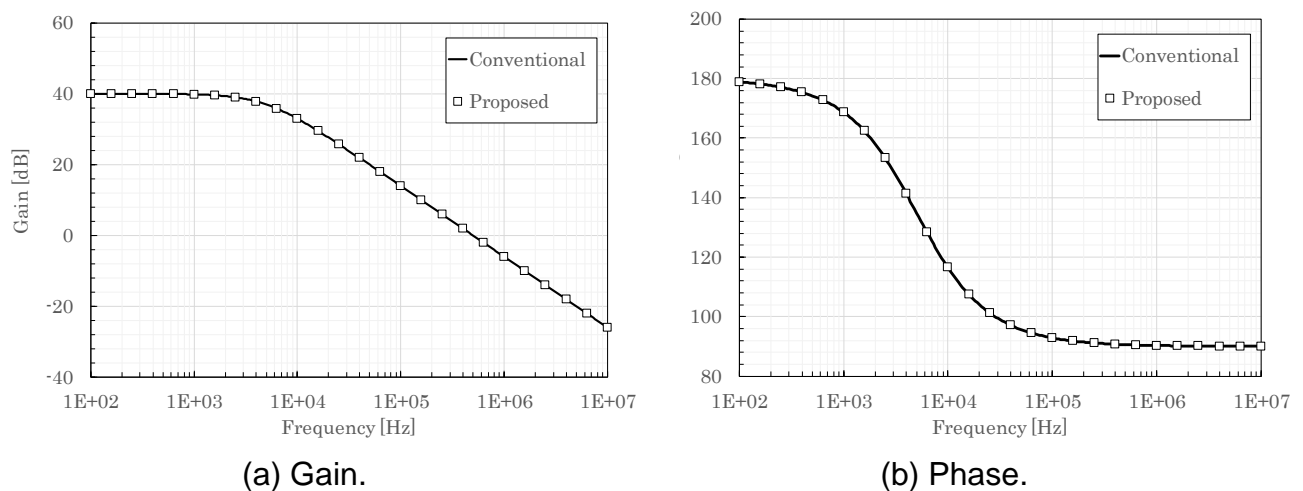 60
40
20
0
-20
-40
Gain [dB]
Conventional
Proposed
1E+02 1E+03 1E+04 1E+05 1E+06 1E+07
Frequency [Hz]
(a) Gain.
200
180
160
140
120
100
80
Conventional
Proposed
1E+02 1E+03 1E+04 1E+05 1E+06 1E+07
Frequency [Hz]
(b) Phase.